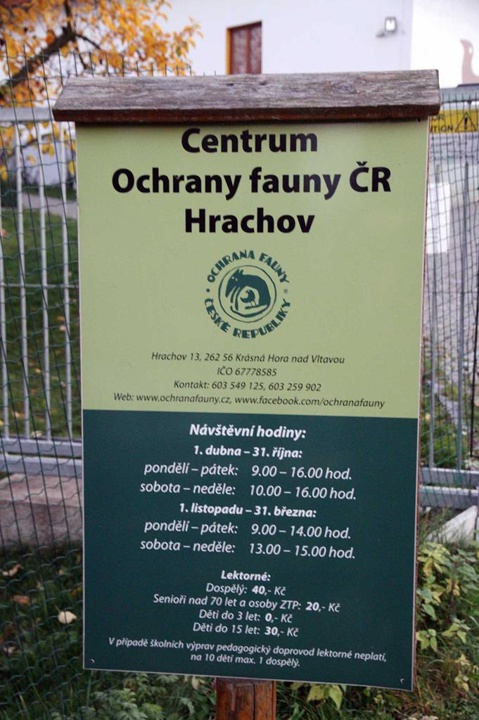 Centrum
Ochrany fauny ČR
Hrachov
OCHRANA FAUNY
ČESKÉ REPUBLIKY
Hrachov 13, 262 56 Krásná Hora nad Vltavou
IČO 67778585
Kontakt: 603 549 125, 603 259 902
Web: www.ochranafauny.cz, www.facebook.com/ochranafauny
Návštěvní hodiny:
1. dubna – 31. října:
pondělí – pátek: 9.00 – 16.00 hod.
sobota – neděle: 10.00 – 16.00 hod.
1. listopadu – 31. března:
pondělí – pátek: 9.00 – 14.00 hod.
sobota – neděle: 13.00 – 15.00 hod.
Lektorné:
Dospělý: 40,- Kč
Senioři nad 70 let a osoby ZTP: 20,- Kč
Děti do 3 let: 0,- Kč
Děti do 15 let: 30,- Kč
V případě školních výprav pedagogický doprovod lektorné neplatí,
na 10 dětí max. 1 dospělý.